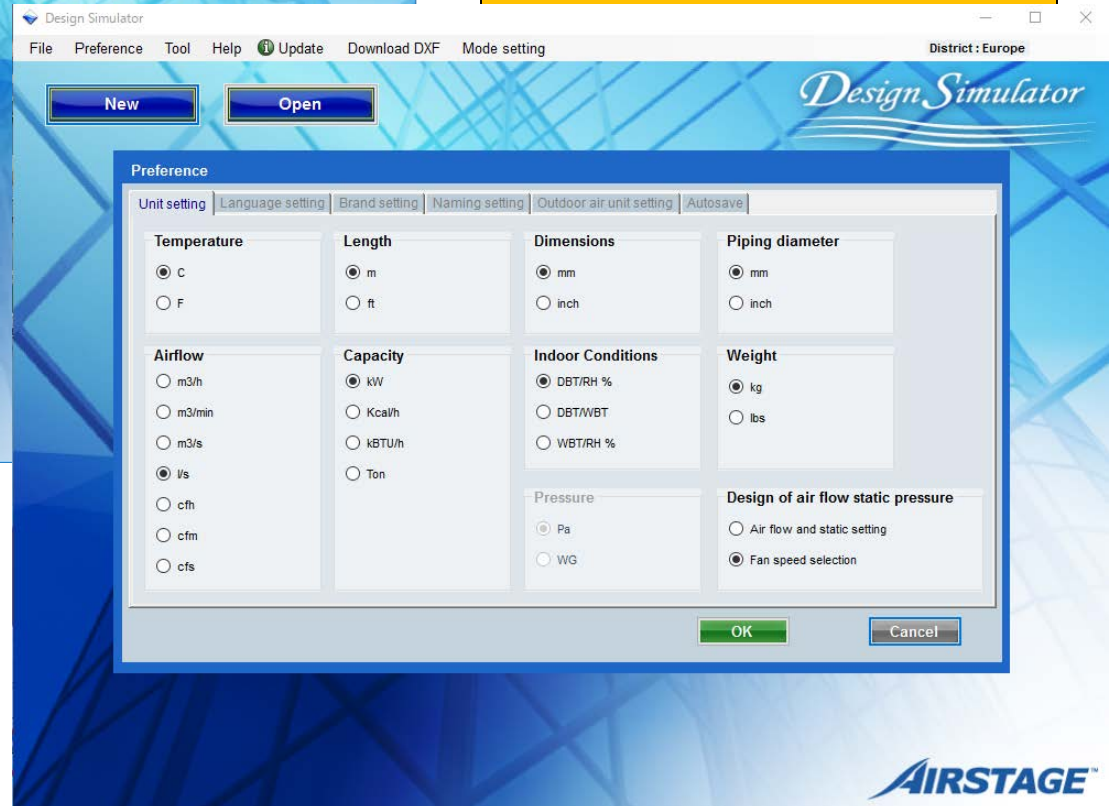 Design Simulator
File Preference Tool Help Update Download DXF Mode setting District : Europe
New Open
Design Simulator
Preference
Unit setting Language setting Brand setting Naming setting Outdoor air unit setting Autosave
Temperature
C
F
Length
m
ft
Dimensions
mm
inch
Piping diameter
mm
inch
Airflow
m3/h
m3/min
m3/s
l/s
cfh
cfm
cfs
Capacity
kW
Kcal/h
kBTU/h
Ton
Indoor Conditions
DBT/RH %
DBT/WBT
WBT/RH %
Weight
kg
lbs
Pressure
Pa
WG
Design of air flow static pressure
Air flow and static setting
Fan speed selection
OK Cancel
AIRSTAGE™